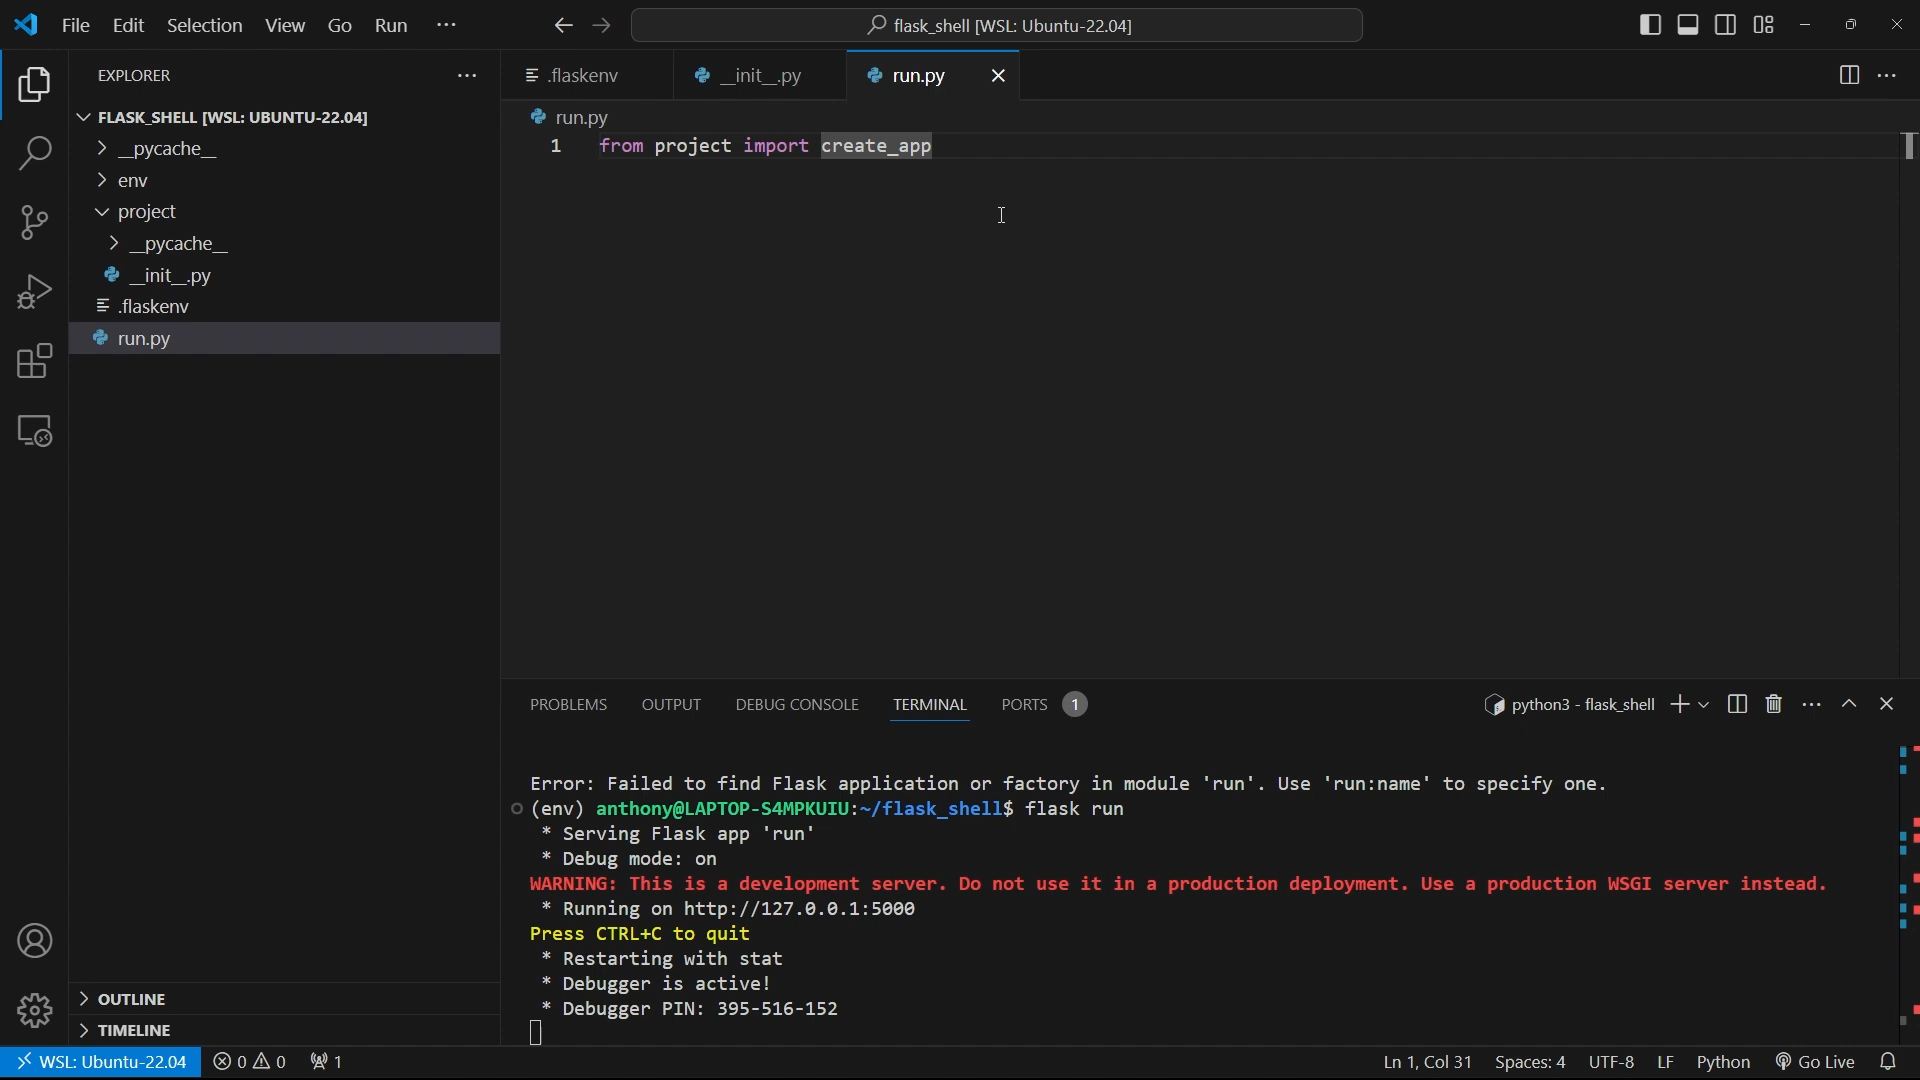 File Edit Selection View Go Run ··· flask_shell [WSL: Ubuntu-22.04]
EXPLORER
FLASK_SHELL [WSL: UBUNTU-22.04]
__pycache__
env
project
__pycache__
__init__.py
.flaskenv
run.py
OUTLINE
TIMELINE
.flaskenv __init__.py run.py
run.py
1 from project import create_app
PROBLEMS OUTPUT DEBUG CONSOLE TERMINAL PORTS 1 python3 - flask_shell
Error: Failed to find Flask application or factory in module 'run'. Use 'run:name' to specify one.
(env) anthony@LAPTOP-S4MPKUIU:~/flask_shell$ flask run
* Serving Flask app 'run'
* Debug mode: on
WARNING: This is a development server. Do not use it in a production deployment. Use a production WSGI server instead.
* Running on http://127.0.0.1:5000
Press CTRL+C to quit
* Restarting with stat
* Debugger is active!
* Debugger PIN: 395-516-152
WSL: Ubuntu-22.04 0 0 1 Ln 1, Col 31 Spaces: 4 UTF-8 LF Python Go Live